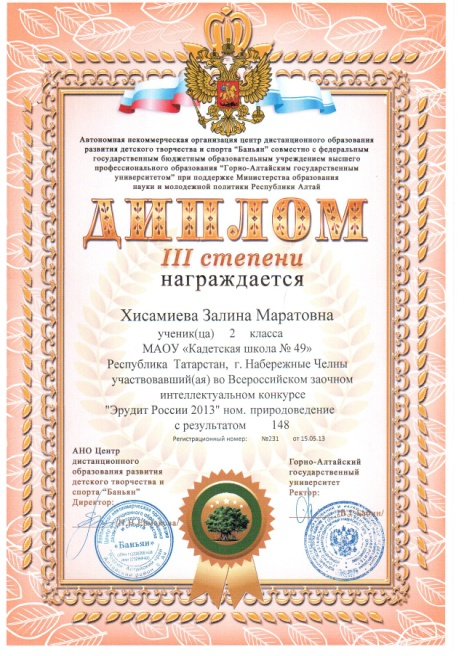 Автономная некоммерческая организация центр дистанционного образования
развития детского творчества и спорта "Баньян" совместно с федеральным
государственным бюджетным образовательным учреждением высшего
профессионального образования "Горно-Алтайским государственным
университетом" при поддержке Министерства образования
науки и молодежной политики Республики Алтай
ДИПЛОМ
III степени
награждается
Хисамиева Залина Маратовна
ученик(ца) 2 класса
МАОУ «Кадетская школа № 49»
Республика Татарстан, г. Набережные Челны
участвовавший(ая) во Всероссийском заочном
интеллектуальном конкурсе
"Эрудит России 2013" ном. природоведение
с результатом 148
Регистрационный номер: №231 от 15.05.13
АНО Центр
дистанционного
образования развития
детского творчества и
спорта "Баньян"
Директор:
Горно-Алтайский
государственный
университет
Ректор:
«Баньян»